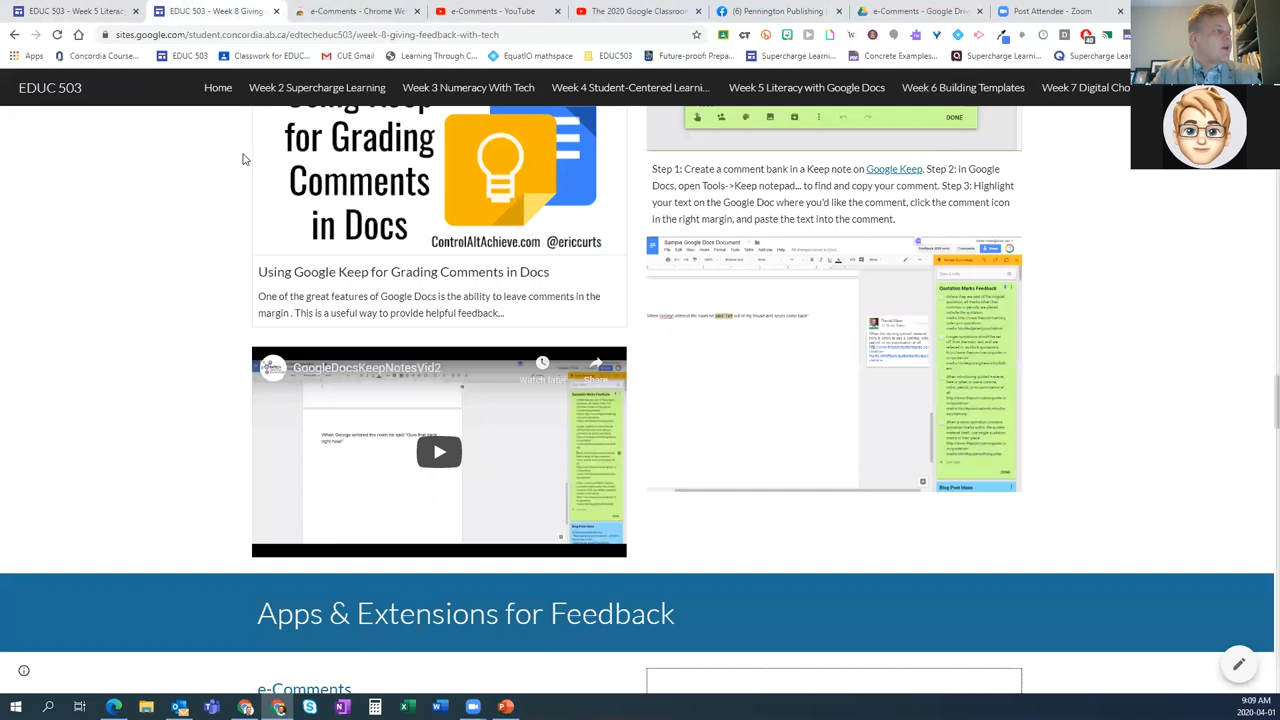 EDUC 503 - Week 5 Literac
EDUC 503 - Week 8 Giving
e-Comments - Chrome We
e-Comments - YouTube
The 2020 Google Classroo
(2) Pennington Publishing
e-Comments - Google Driv
Post Attendee - Zoom
sites.google.com/student.concordia.ab.ca/edtecheduc503/week-8-giving-feedback-with-tech
Apps
Concordia Course...
EDUC 503
Classwork for EDUC...
CUE Gmail
Learning Through C...
EquatIO mathspace
EDUC503
Future-proof: Prepa...
Supercharge Learni...
Concrete Examples...
Supercharge Learning
EDUC 503
Home
Week 2 Supercharge Learning
Week 3 Numeracy With Tech
Week 4 Student-Centered Learni...
Week 5 Literacy with Google Docs
Week 6 Building Templates
Week 7 Digital Cho
Using Keep
for Grading
Comments
in Docs
ControlAltAchieve.com @ericcurts
Using Google Keep for Grading Comments in Docs
One of the great features of Google Docs is the ability to leave comments in the
margin. This is a useful way to provide helpful feedback...
GoogleDocsKeepNotesVid2
Watch later
Share
DONE
Step 1: Create a comment bank in a Keep note on Google Keep. Step 2: in Google
Docs, open Tools->Keep notepad... to find and copy your comment. Step 3: Highlight
your text on the Google Doc where you'd like the comment, click the comment icon
in the right margin, and paste the text into the comment.
Sample Google Docs Document
Quotation Marks Feedback
Blog Post Ideas
Apps & Extensions for Feedback
e-Comments
9:09 AM
2020-04-01